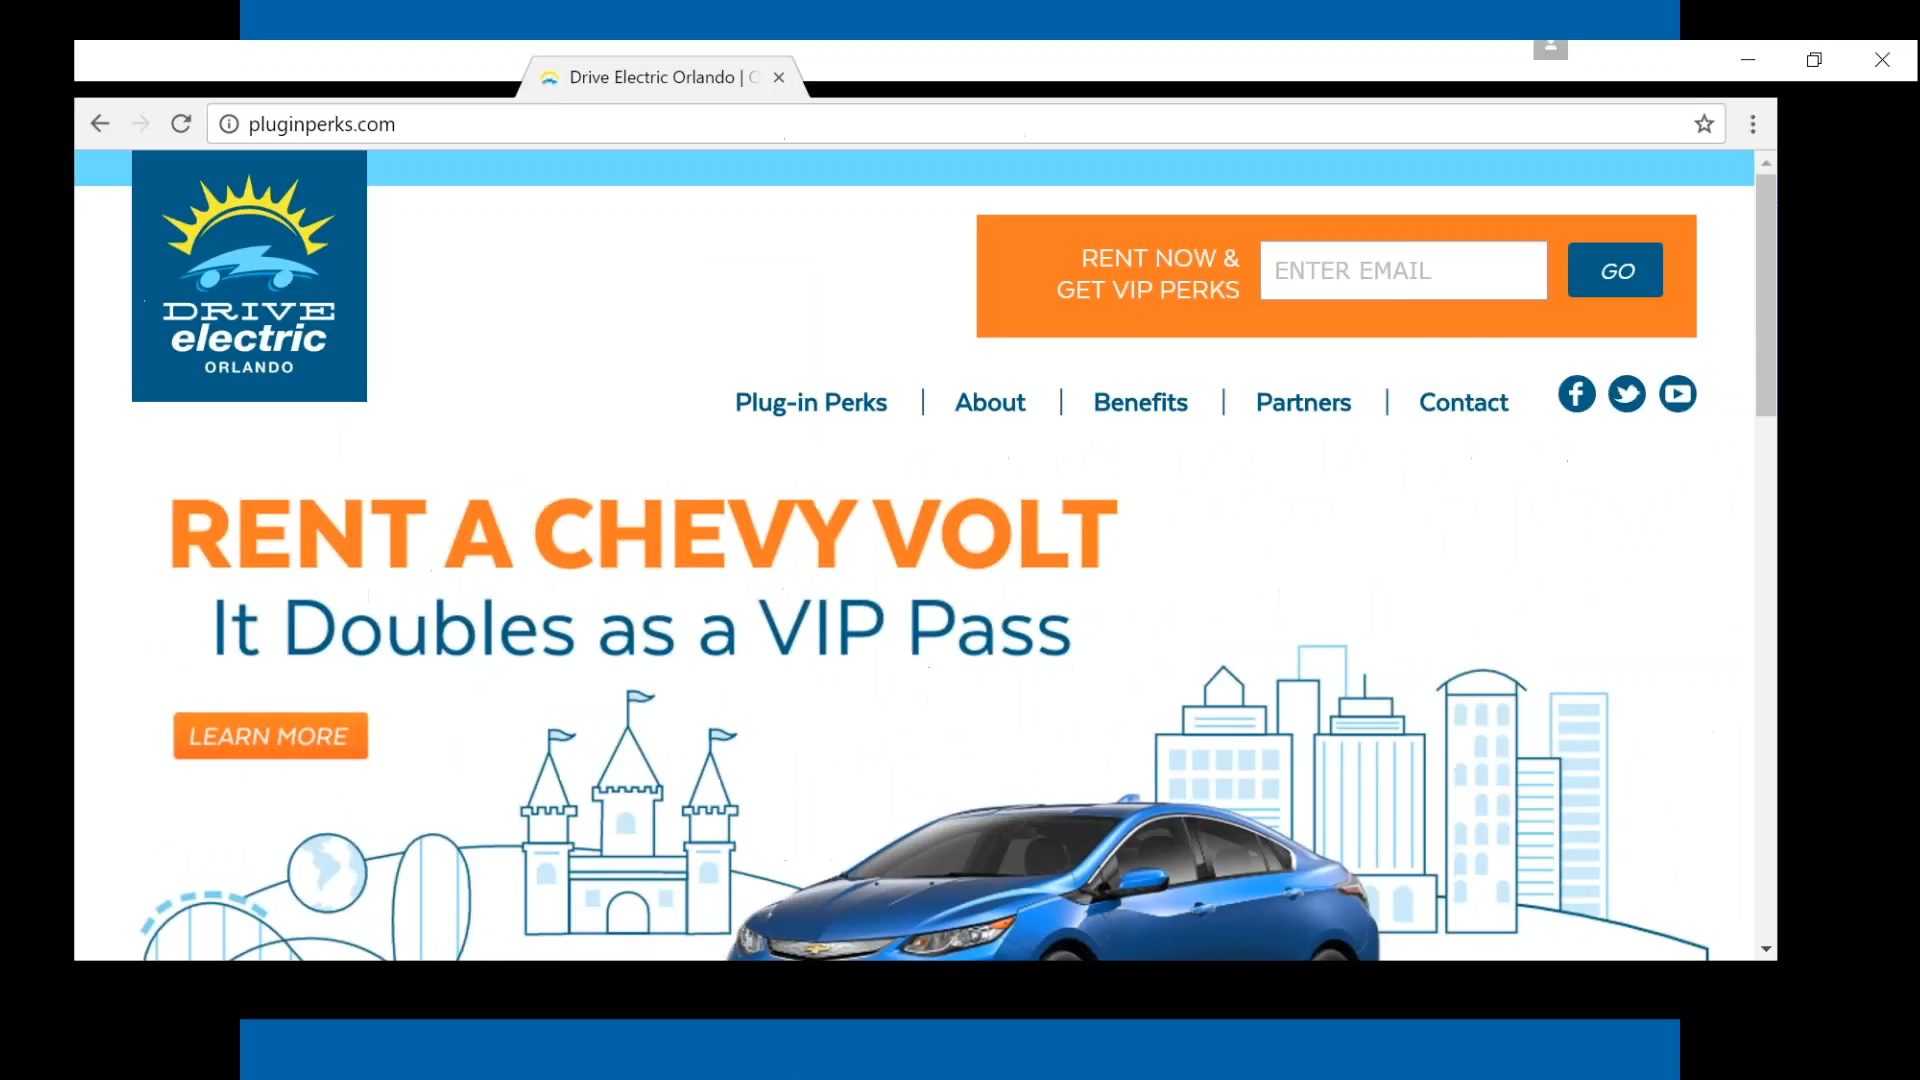 Drive Electric Orlando | C
pluginperks.com
DRIVE
electric
ORLANDO
RENT NOW &
GET VIP PERKS
ENTER EMAIL
GO
Plug-in Perks | About | Benefits | Partners | Contact
RENT A CHEVY VOLT
It Doubles as a VIP Pass
LEARN MORE